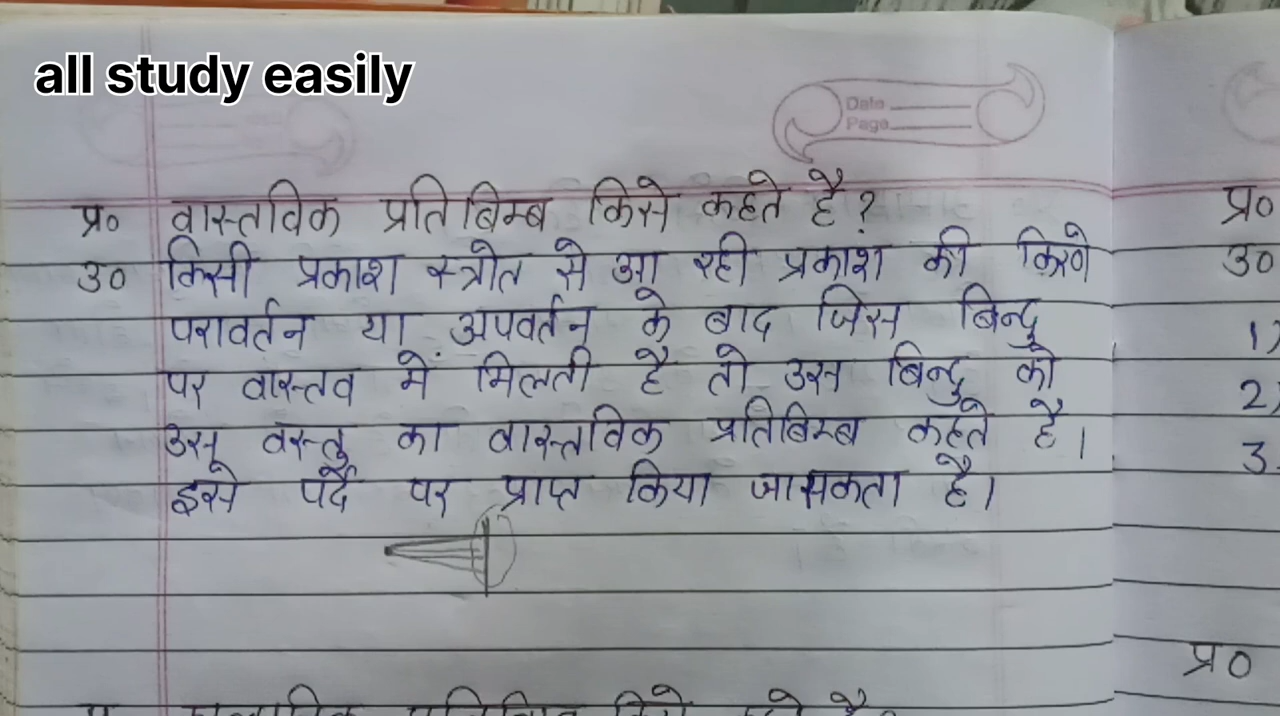 all study easily
Date
Page
प्र० वास्तविक प्रतिबिम्ब किसे कहते है?
उ० किसी प्रकाश स्त्रोत से आ रही प्रकाश की किरणे
परावर्तन या अपवर्तन के बाद जिस बिन्दु
पर वास्तव में मिलती है तो उस बिन्दु को
उस वस्तु का वास्तविक प्रतिबिम्ब कहते है।
इसे पर्दे पर प्राप्त किया जासकता है।
प्र०
उ०
1)
2)
3
प्र०